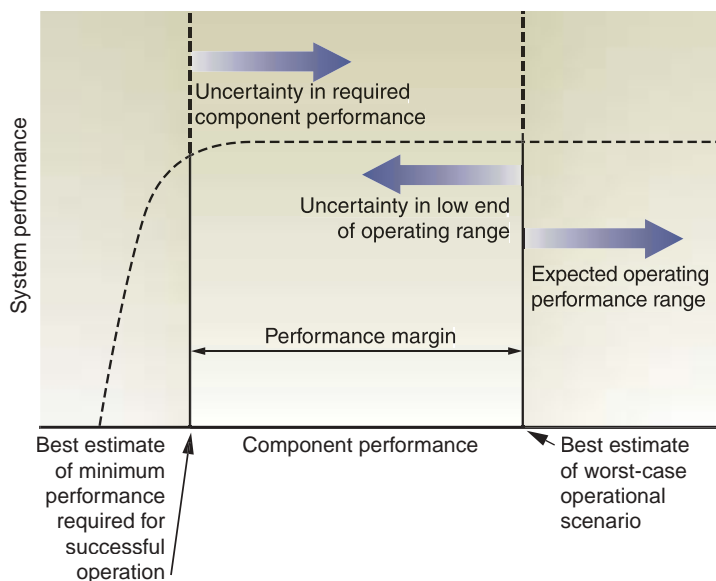 Uncertainty in required
component performance
Uncertainty in low end
of operating range
Expected operating
performance range
System performance
Performance margin
Best estimate
of minimum
performance
required for
successful
operation
Component performance
Best estimate
of worst-case
operational
scenario